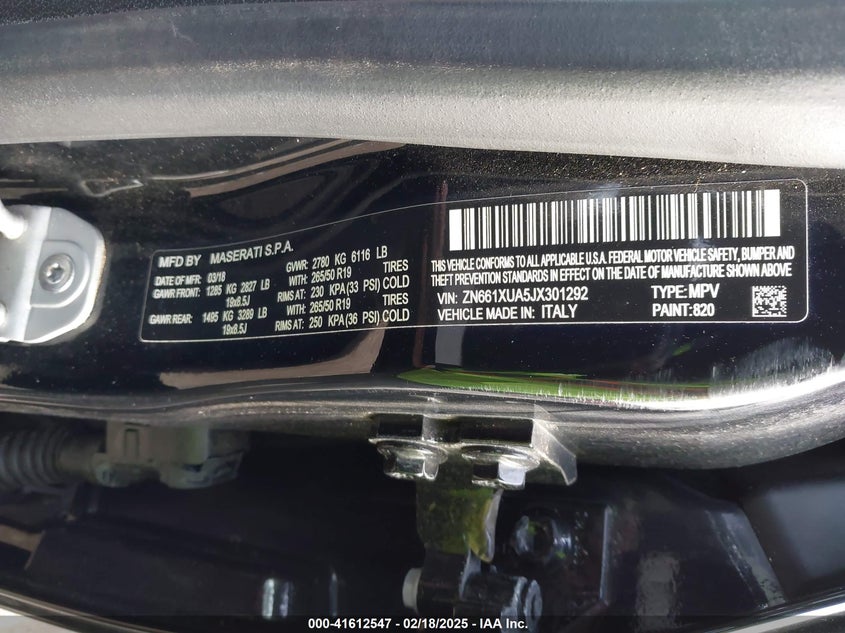 MFD BY MASERATI S.P.A.
DATE OF MFR: 03/18 GVWR: 2780 KG 6116 LB
GAWR FRONT: 1285 KG 2827 LB WITH: 265/50 R19 TIRES
19x8.5J RIMS AT: 230 KPA (33 PSI) COLD
GAWR REAR: 1495 KG 3289 LB WITH: 265/50 R19 TIRES
19x8.5J RIMS AT: 250 KPA (36 PSI) COLD
THIS VEHICLE CONFORMS TO ALL APPLICABLE U.S.A. FEDERAL MOTOR VEHICLE SAFETY, BUMPER AND
THEFT PREVENTION STANDARDS IN EFFECT ON THE DATE OF MANUFACTURE SHOWN ABOVE
VIN: ZN661XUA5JX301292 TYPE: MPV
VEHICLE MADE IN: ITALY PAINT: 820
000-41612547 - 02/18/2025 - IAA Inc.